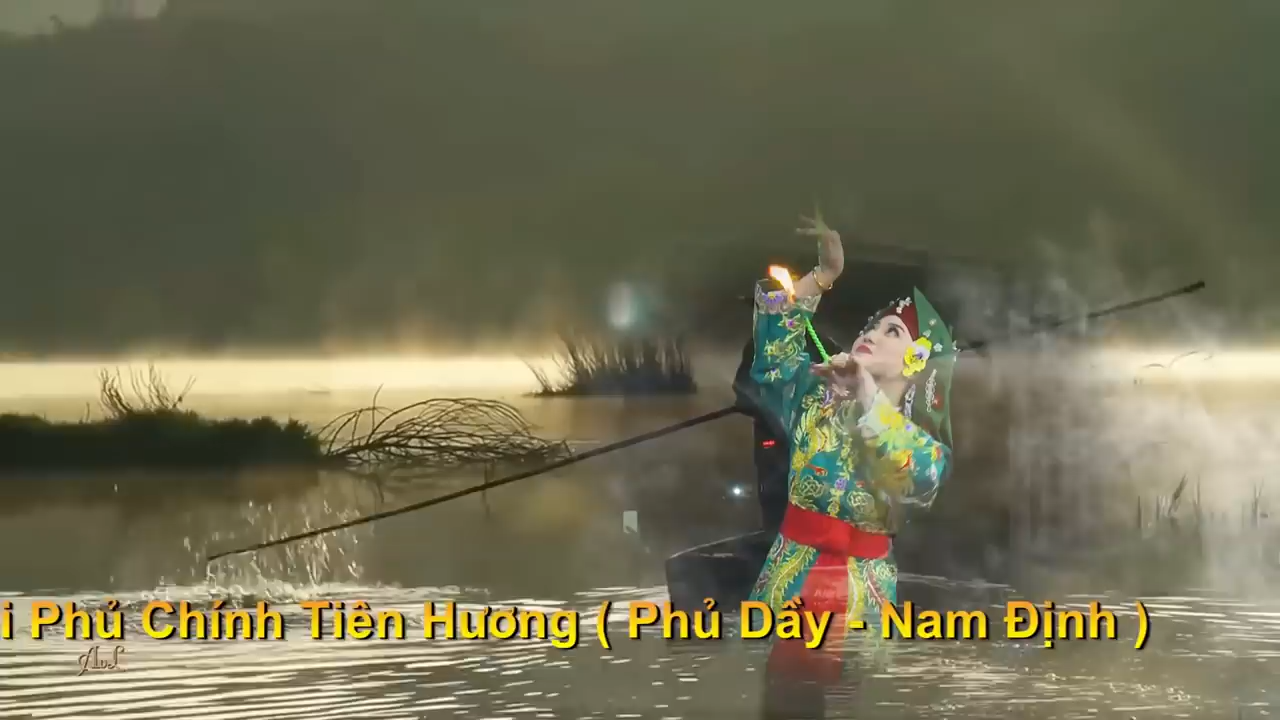 i Phủ Chính Tiên Hương ( Phủ Dầy - Nam Định )